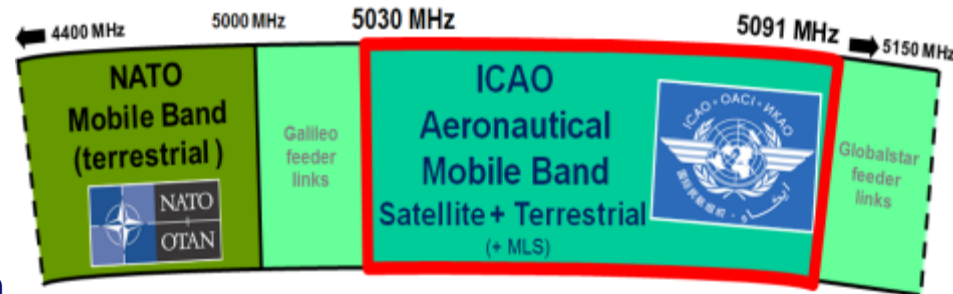 4400 MHz
5000 MHz
5030 MHz
5091 MHz
5150 MHz
NATO
Mobile Band
(terrestrial)
NATO
OTAN
Galileo
feeder
links
ICAO
Aeronautical
Mobile Band
Satellite + Terrestrial
(+ MLS)
ICAO · OACI · ИКАО
Globalstar
feeder
links